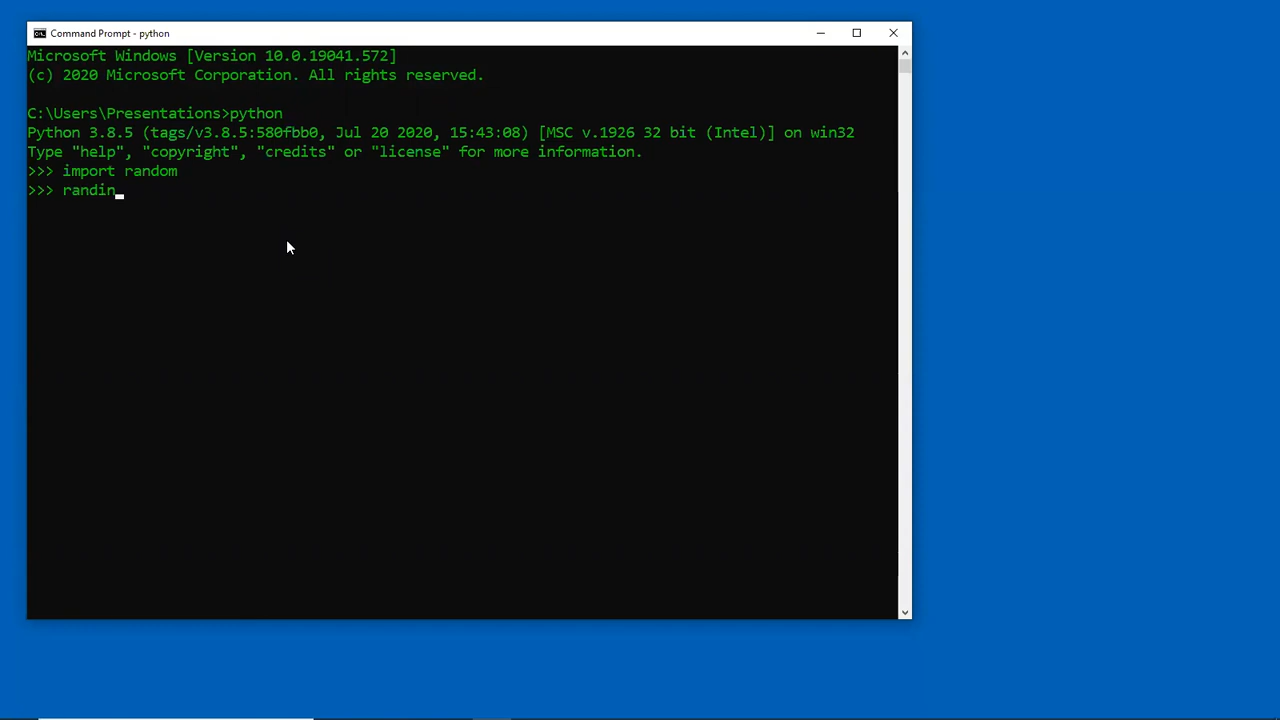 Command Prompt - python
Microsoft Windows [Version 10.0.19041.572]
(c) 2020 Microsoft Corporation. All rights reserved.
C:\Users\Presentations>python
Python 3.8.5 (tags/v3.8.5:580fbb0, Jul 20 2020, 15:43:08) [MSC v.1926 32 bit (Intel)] on win32
Type "help", "copyright", "credits" or "license" for more information.
>>> import random
>>> randin